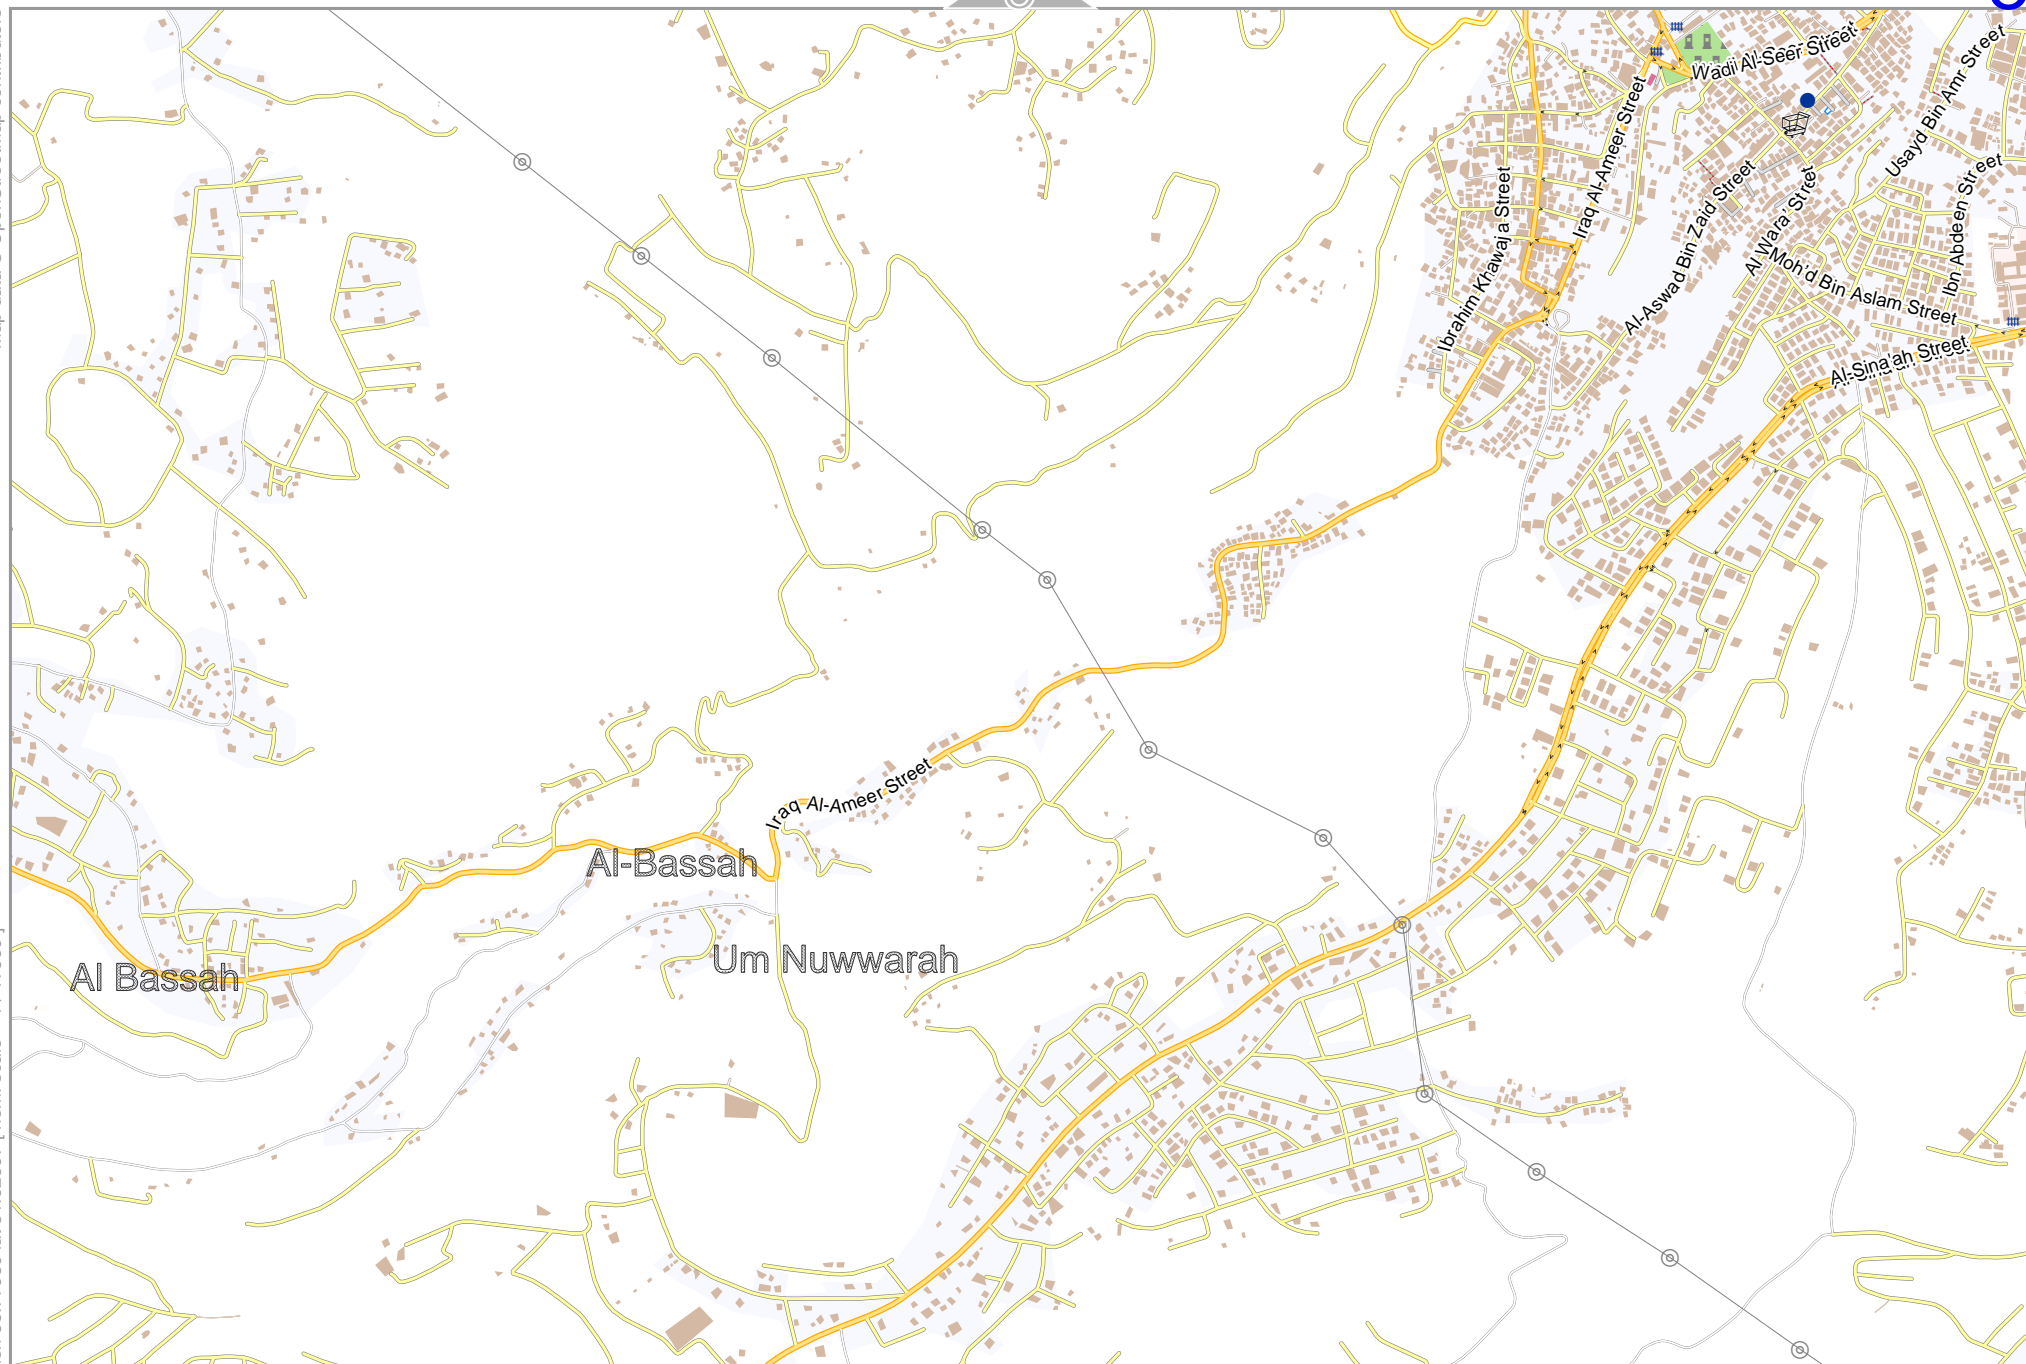 Wadi Al-Seer Street
Usayd Bin Amr Street
Iraq Al-Ameer Street
Ibn Abdeen Street
Al-Aswad Bin Zaid Street
Al Wara' Street
Ibrahim Khawaja Street
Moh'd Bin Aslam Street
Al-Sina'ah Street
Iraq Al-Ameer Street
Al-Bassah
Um Nuwwarah
Al Bassah